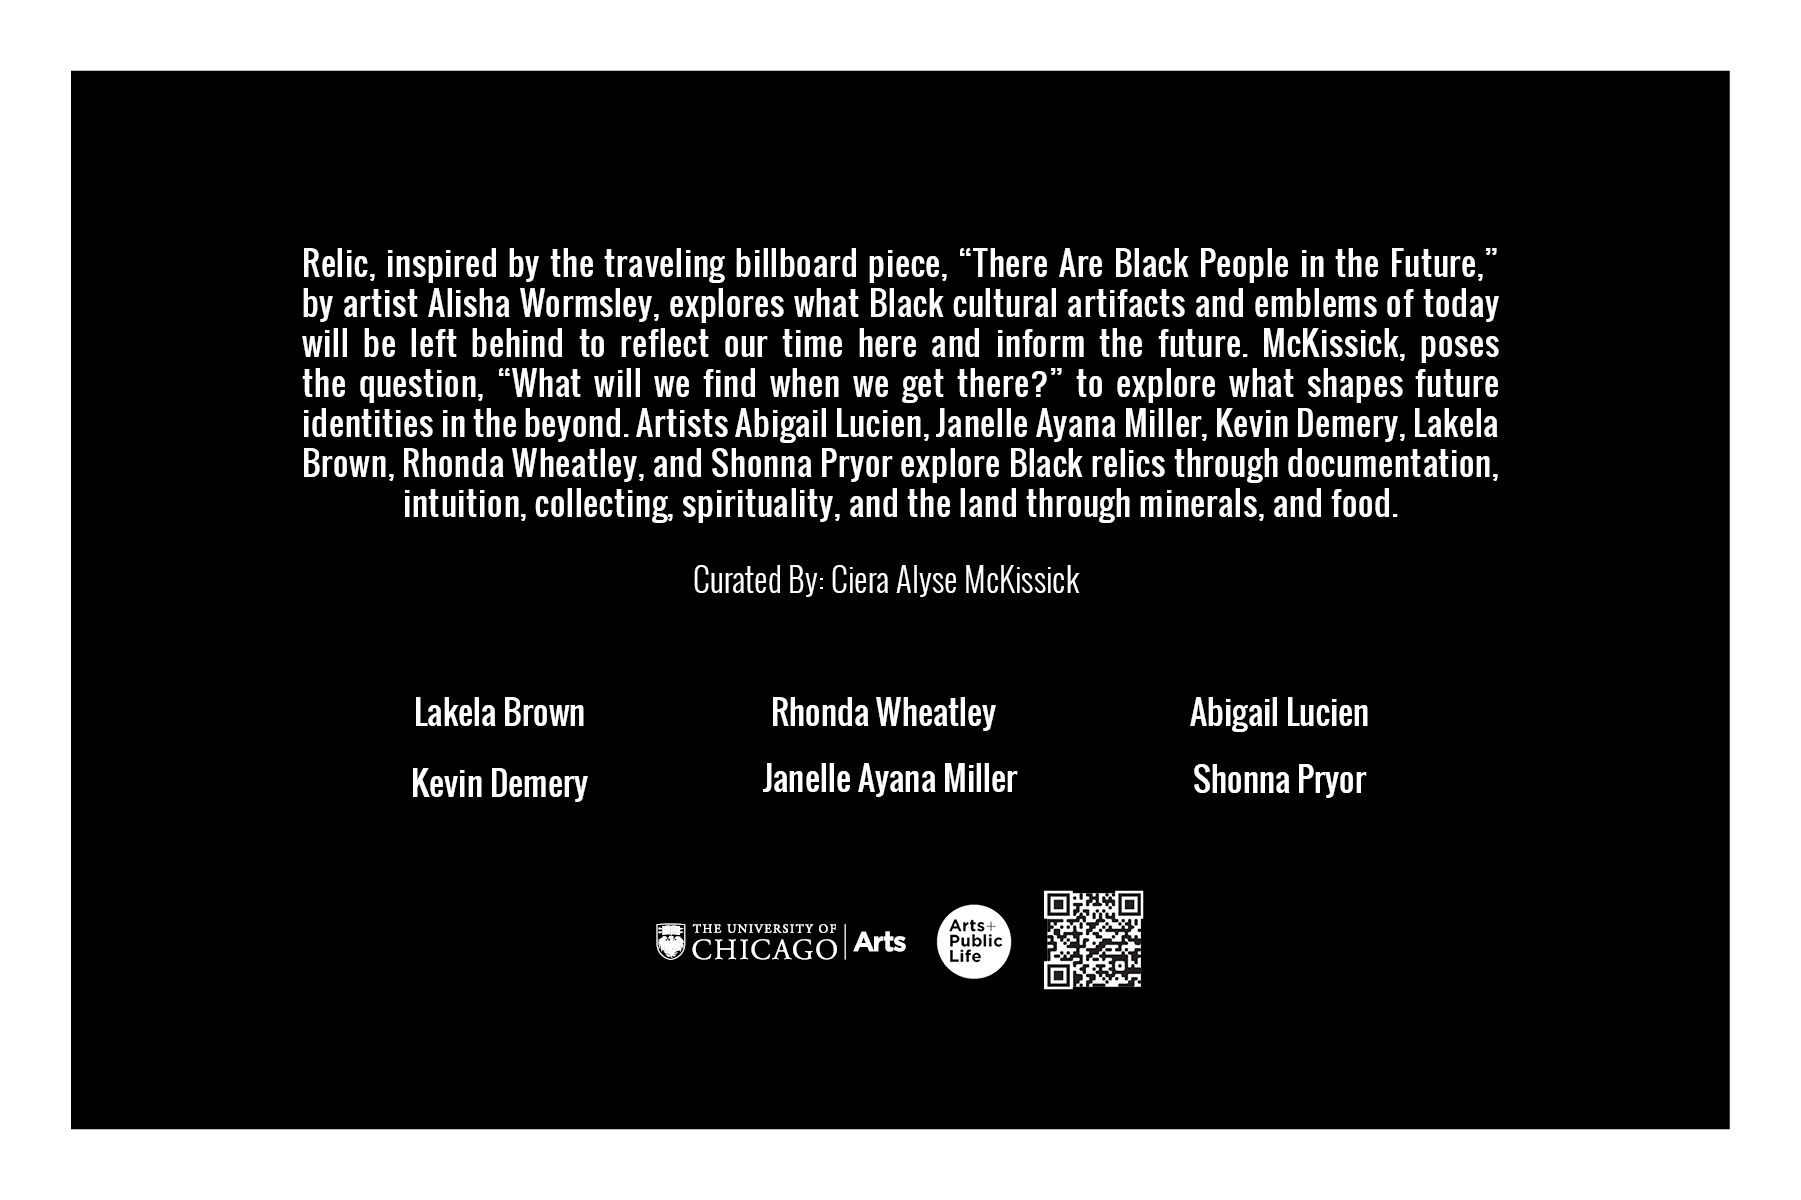 Relic, inspired by the traveling billboard piece, “There Are Black People in the Future,”
by artist Alisha Wormsley, explores what Black cultural artifacts and emblems of today
will be left behind to reflect our time here and inform the future. McKissick, poses
the question, “What will we find when we get there?” to explore what shapes future
identities in the beyond. Artists Abigail Lucien, Janelle Ayana Miller, Kevin Demery, Lakela
Brown, Rhonda Wheatley, and Shonna Pryor explore Black relics through documentation,
intuition, collecting, spirituality, and the land through minerals, and food.
Curated By: Ciera Alyse McKissick
Lakela Brown
Rhonda Wheatley
Abigail Lucien
Kevin Demery
Janelle Ayana Miller
Shonna Pryor
THE UNIVERSITY OF
CHICAGO
Arts
Arts+
Public
Life